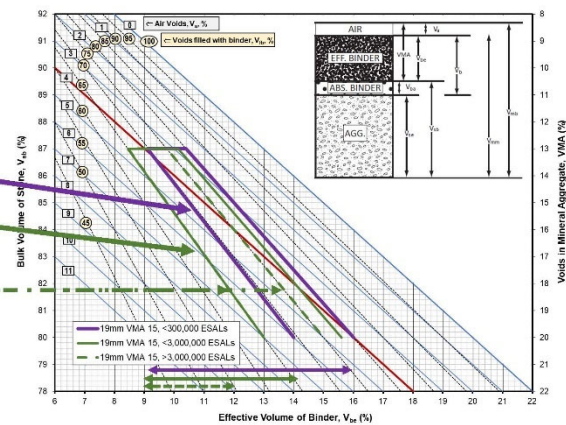 92
91
90
89
88
87
86
85
84
83
82
81
80
79
78
Bulk Volume of Stone, Vsb (%)
0
1
2
3
4
5
6
7
8
9
10
11
⇐ Air Voids, Va, %
⇐ Voids filled with binder, Vfb, %
100
95
90
85
80
75
70
65
60
55
50
45
AIR
EFF. BINDER
ABS. BINDER
AGG.
VMA
Va
Vbe
Vb
Vba
Vse
Vsb
Vmm
Vmb
8
9
10
11
12
13
14
15
16
17
18
19
20
21
22
Voids in Mineral Aggregate, VMA (%)
19mm VMA 15, <300,000 ESALs
19mm VMA 15, <3,000,000 ESALs
19mm VMA 15, >3,000,000 ESALs
6 7 8 9 10 11 12 13 14 15 16 17 18 19 20 21 22
Effective Volume of Binder, Vbe (%)